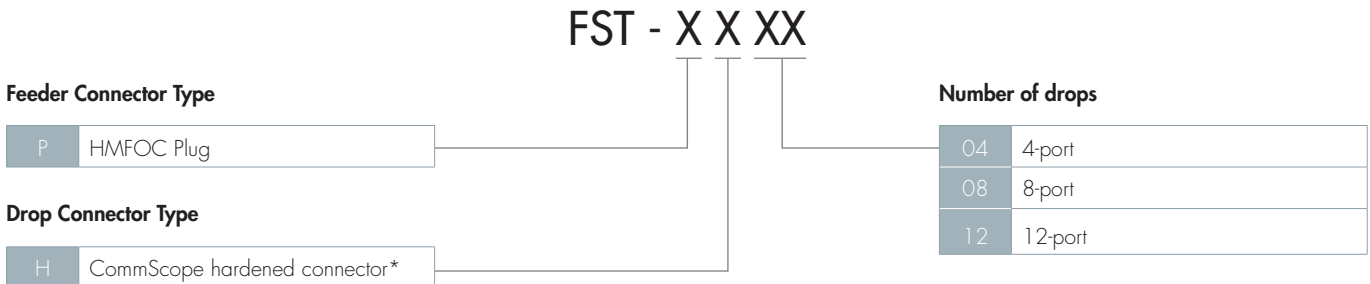 FST - X X XX
Feeder Connector Type
P HMFOC Plug
Drop Connector Type
H CommScope hardened connector*
Number of drops
04 4-port
08 8-port
12 12-port